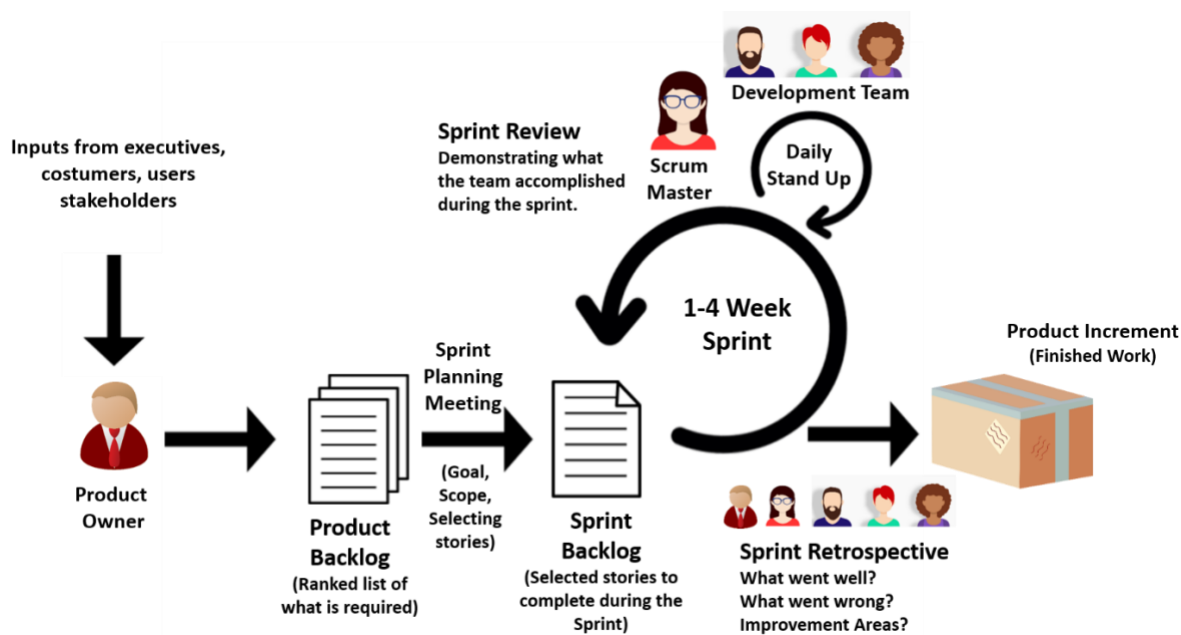 Inputs from executives,
costumers, users
stakeholders
Product
Owner
Product
Backlog
(Ranked list of
what is required)
Sprint
Planning
Meeting
(Goal,
Scope,
Selecting
stories)
Sprint
Backlog
(Selected stories to
complete during the
Sprint)
Sprint Review
Demonstrating what
the team accomplished
during the sprint.
Scrum
Master
Development Team
Daily
Stand Up
1-4 Week
Sprint
Product Increment
(Finished Work)
Sprint Retrospective
What went well?
What went wrong?
Improvement Areas?